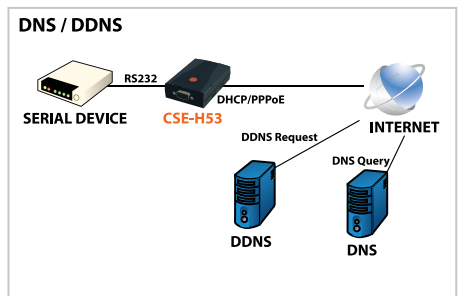 DNS / DDNS
RS232
DHCP/PPPoE
SERIAL DEVICE
CSE-H53
INTERNET
DDNS Request
DNS Query
DDNS
DNS